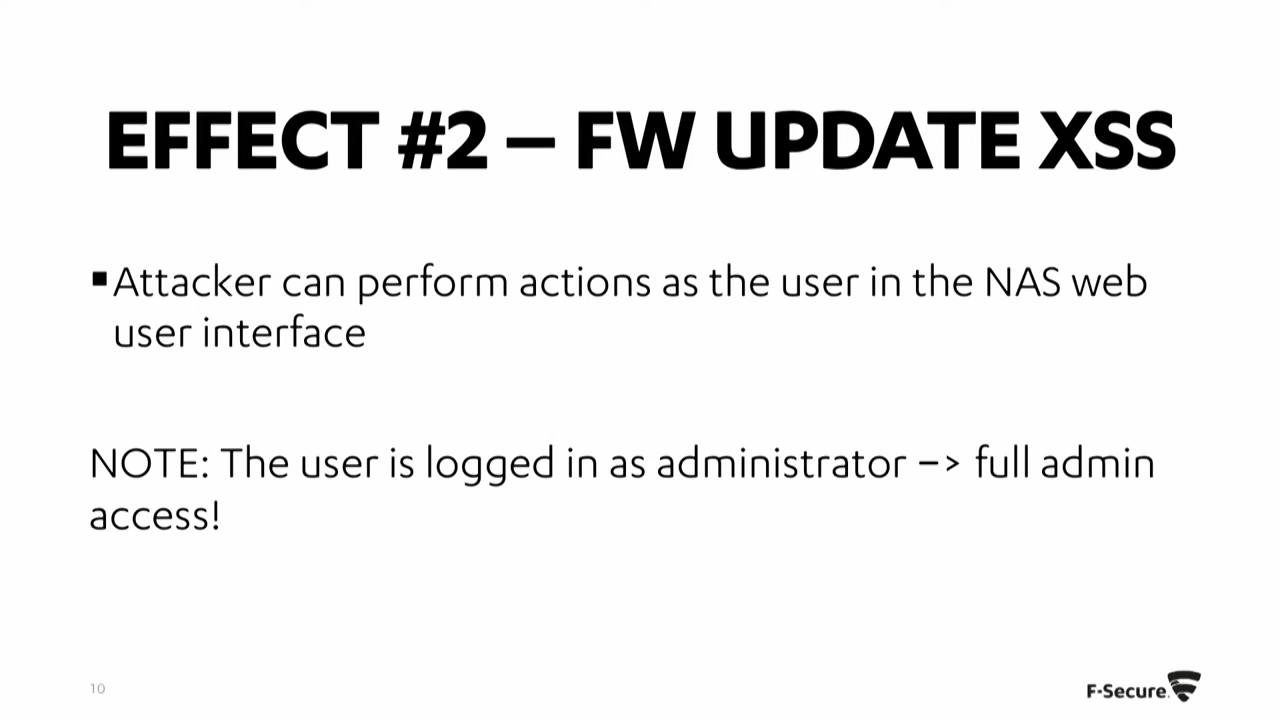 EFFECT #2 – FW UPDATE XSS
▪Attacker can perform actions as the user in the NAS web
user interface
NOTE: The user is logged in as administrator –> full admin
access!
10
F-Secure.